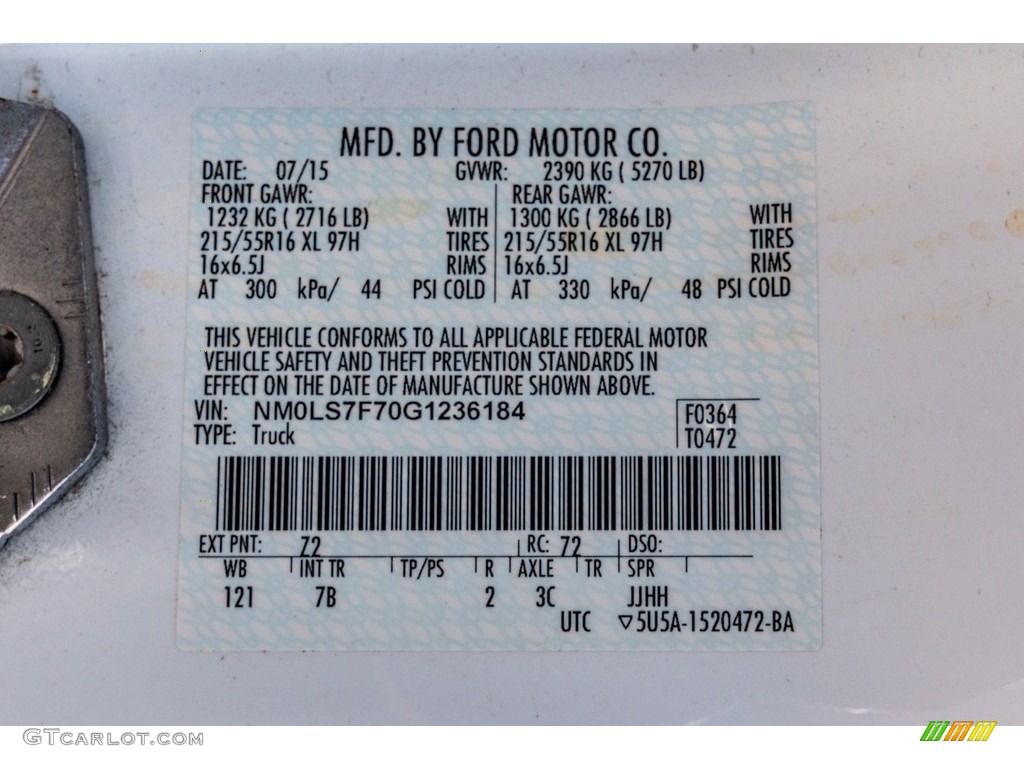 MFD. BY FORD MOTOR CO.
DATE: 07/15 GVWR: 2390 KG ( 5270 LB)
FRONT GAWR: REAR GAWR:
1232 KG ( 2716 LB) WITH 1300 KG ( 2866 LB) WITH
215/55R16 XL 97H TIRES 215/55R16 XL 97H TIRES
16x6.5J RIMS 16x6.5J RIMS
AT 300 kPa/ 44 PSI COLD AT 330 kPa/ 48 PSI COLD
THIS VEHICLE CONFORMS TO ALL APPLICABLE FEDERAL MOTOR
VEHICLE SAFETY AND THEFT PREVENTION STANDARDS IN
EFFECT ON THE DATE OF MANUFACTURE SHOWN ABOVE.
VIN: NM0LS7F70G1236184 F0364
TYPE: Truck T0472
EXT PNT: Z2 RC: 72 DSO:
WB INT TR TP/PS R AXLE TR SPR
121 7B 2 3C JJHH
UTC ▽5U5A-1520472-BA
GTCARLOT.COM